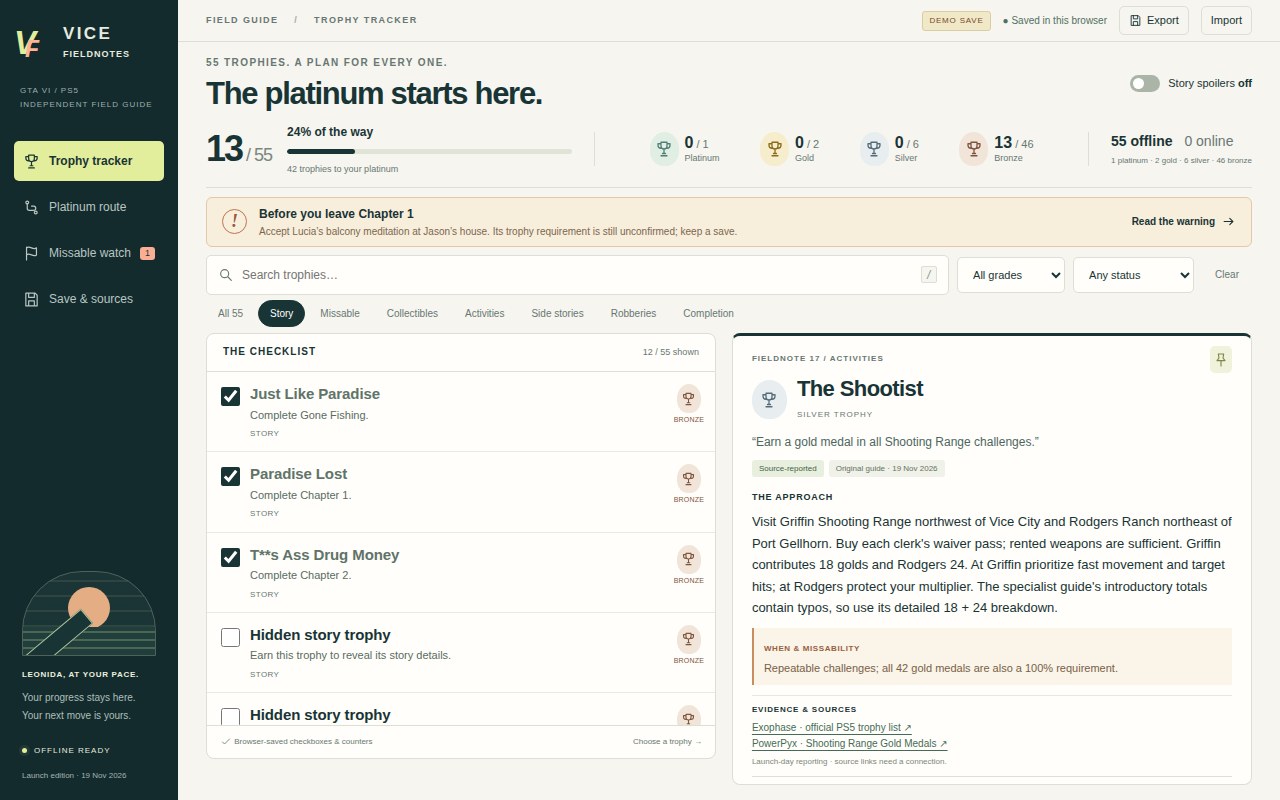 VF
VICE
FIELDNOTES
GTA VI / PS5
INDEPENDENT FIELD GUIDE
Trophy tracker
Platinum route
Missable watch 1
Save & sources
LEONIDA, AT YOUR PACE.
Your progress stays here.
Your next move is yours.
OFFLINE READY
Launch edition · 19 Nov 2026
FIELD GUIDE / TROPHY TRACKER
DEMO SAVE
● Saved in this browser
Export
Import
55 TROPHIES. A PLAN FOR EVERY ONE.
The platinum starts here.
Story spoilers off
13 / 55
24% of the way
42 trophies to your platinum
0 / 1
Platinum
0 / 2
Gold
0 / 6
Silver
13 / 46
Bronze
55 offline 0 online
1 platinum · 2 gold · 6 silver · 46 bronze
!
Before you leave Chapter 1
Accept Lucia's balcony meditation at Jason's house. Its trophy requirement is still unconfirmed; keep a save.
Read the warning →
Search trophies…
/
All grades
Any status
Clear
All 55
Story
Missable
Collectibles
Activities
Side stories
Robberies
Completion
THE CHECKLIST
12 / 55 shown
Just Like Paradise
Complete Gone Fishing.
STORY
BRONZE
Paradise Lost
Complete Chapter 1.
STORY
BRONZE
T**s Ass Drug Money
Complete Chapter 2.
STORY
BRONZE
Hidden story trophy
Earn this trophy to reveal its story details.
STORY
BRONZE
Hidden story trophy
Browser-saved checkboxes & counters
Choose a trophy →
FIELDNOTE 17 / ACTIVITIES
The Shootist
SILVER TROPHY
“Earn a gold medal in all Shooting Range challenges.”
Source-reported
Original guide · 19 Nov 2026
THE APPROACH
Visit Griffin Shooting Range northwest of Vice City and Rodgers Ranch northeast of
Port Gellhorn. Buy each clerk's waiver pass; rented weapons are sufficient. Griffin
contributes 18 golds and Rodgers 24. At Griffin prioritize fast movement and target
hits; at Rodgers protect your multiplier. The specialist guide's introductory totals
contain typos, so use its detailed 18 + 24 breakdown.
WHEN & MISSABILITY
Repeatable challenges; all 42 gold medals are also a 100% requirement.
EVIDENCE & SOURCES
Exophase · official PS5 trophy list ↗
PowerPyx · Shooting Range Gold Medals ↗
Launch-day reporting · source links need a connection.